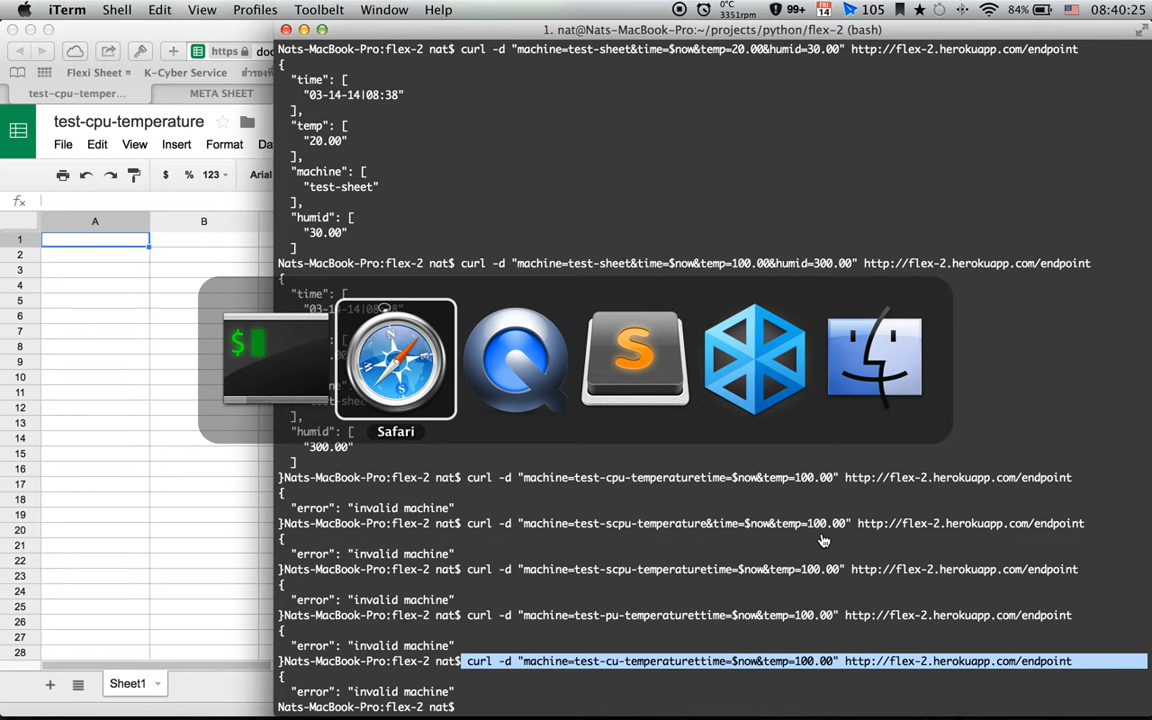 iTerm Shell Edit View Profiles Toolbelt Window Help
0°C
3351rpm
99+
14
105
84%
08:40:25
1. nat@Nats-MacBook-Pro:~/projects/python/flex-2 (bash)
https
Flexi Sheet
K-Cyber Service
test-cpu-temper...
META SHEET
test-cpu-temperature
File Edit View Insert Format Da
$ % 123 Arial
fx
A B
1
2
3
4
5
6
7
8
9
10
11
12
13
14
15
16
17
18
19
20
21
22
23
24
25
26
27
28
Sheet1
Nats-MacBook-Pro:flex-2 nat$ curl -d "machine=test-sheet&time=$now&temp=20.00&humid=30.00" http://flex-2.herokuapp.com/endpoint
{
"time": [
"03-14-14|08:38"
],
"temp": [
"20.00"
],
"machine": [
"test-sheet"
],
"humid": [
"30.00"
]
Nats-MacBook-Pro:flex-2 nat$ curl -d "machine=test-sheet&time=$now&temp=100.00&humid=300.00" http://flex-2.herokuapp.com/endpoint
{
"time": [
],
"humid": [
"300.00"
]
$
S
Safari
}Nats-MacBook-Pro:flex-2 nat$ curl -d "machine=test-cpu-temperaturetime=$now&temp=100.00" http://flex-2.herokuapp.com/endpoint
{
"error": "invalid machine"
}Nats-MacBook-Pro:flex-2 nat$ curl -d "machine=test-scpu-temperature&time=$now&temp=100.00" http://flex-2.herokuapp.com/endpoint
{
"error": "invalid machine"
}Nats-MacBook-Pro:flex-2 nat$ curl -d "machine=test-scpu-temperaturetime=$now&temp=100.00" http://flex-2.herokuapp.com/endpoint
{
"error": "invalid machine"
}Nats-MacBook-Pro:flex-2 nat$ curl -d "machine=test-pu-temperaturettime=$now&temp=100.00" http://flex-2.herokuapp.com/endpoint
{
"error": "invalid machine"
}Nats-MacBook-Pro:flex-2 nat$ curl -d "machine=test-cu-temperaturettime=$now&temp=100.00" http://flex-2.herokuapp.com/endpoint
{
"error": "invalid machine"
Nats-MacBook-Pro:flex-2 nat$